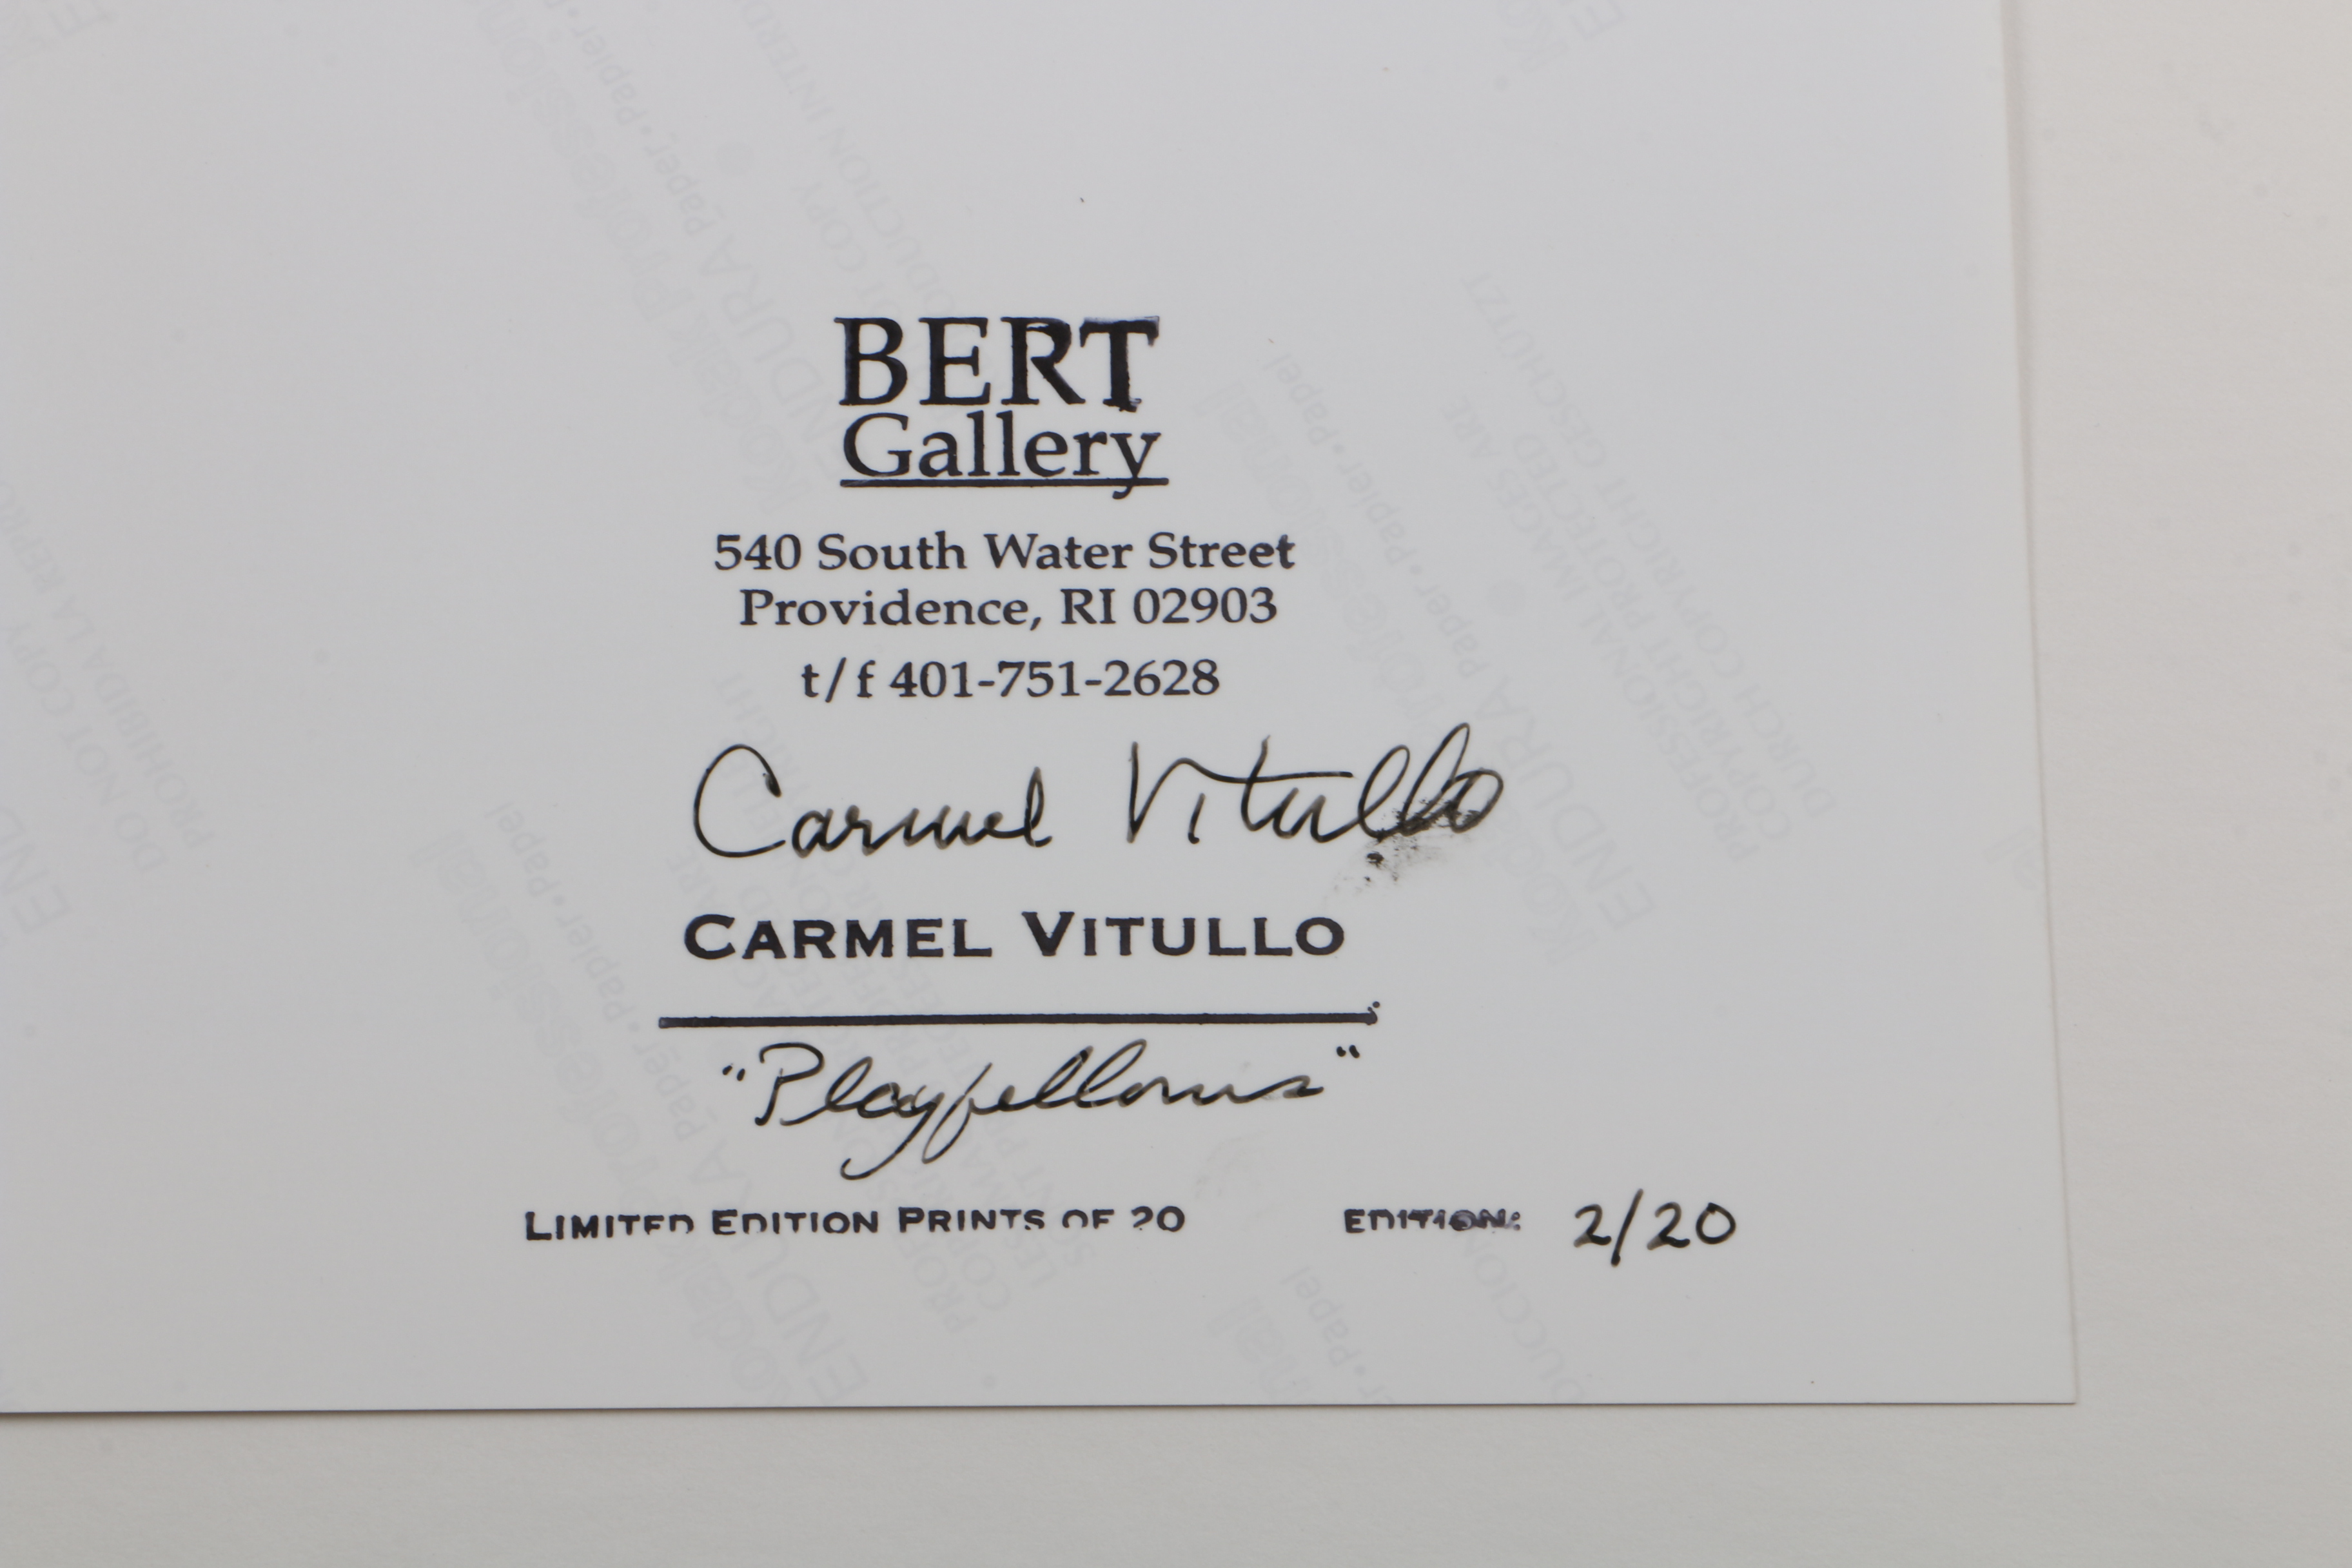 BERT
Gallery
540 South Water Street
Providence, RI 02903
t/f 401-751-2628
Carmel Vitullo
CARMEL VITULLO
"Playfellows"
LIMITED EDITION PRINTS OF 20 EDITION: 2/20